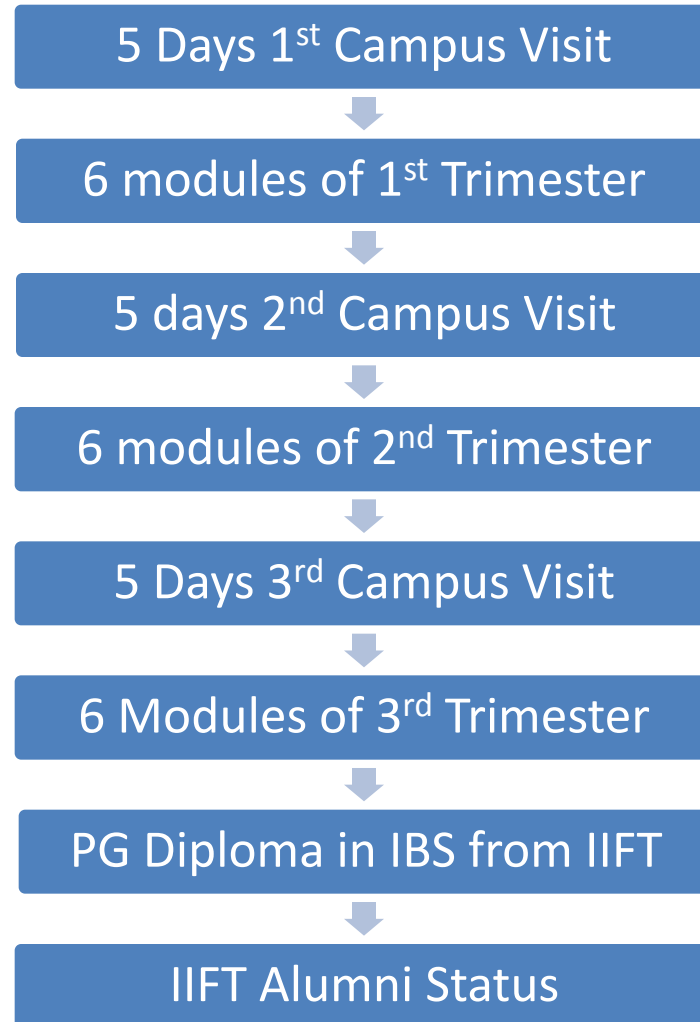 5 Days 1st Campus Visit
6 modules of 1st Trimester
5 days 2nd Campus Visit
6 modules of 2nd Trimester
5 Days 3rd Campus Visit
6 Modules of 3rd Trimester
PG Diploma in IBS from IIFT
IIFT Alumni Status